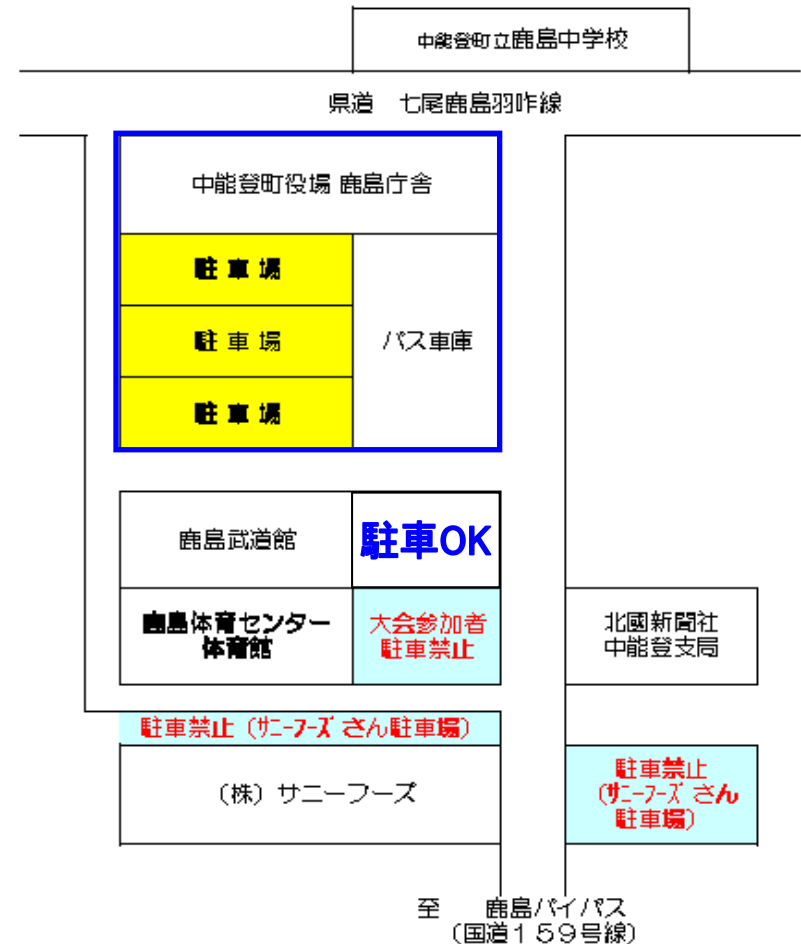 中能登町立鹿島中学校
県道　七尾鹿島羽咋線
中能登町役場 鹿島庁舎
駐 車 場
駐 車 場
バス車庫
駐 車 場
鹿島武道館
駐車OK
鹿島体育センター
体育館
大会参加者
駐車禁止
北國新聞社
中能登支局
駐車禁止（ｻﾆｰﾌｰｽﾞさん駐車場）
（株）サニーフーズ
駐車禁止
（ｻﾆｰﾌｰｽﾞさん
駐車場）
至　　鹿島バイパス
（国道１５９号線）